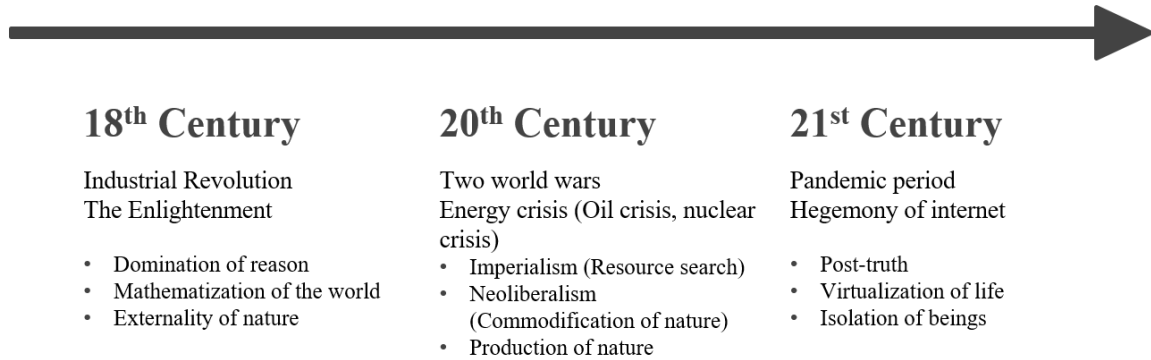 18th Century
Industrial Revolution
The Enlightenment
• Domination of reason
• Mathematization of the world
• Externality of nature
20th Century
Two world wars
Energy crisis (Oil crisis, nuclear
crisis)
• Imperialism (Resource search)
• Neoliberalism
(Commodification of nature)
• Production of nature
21st Century
Pandemic period
Hegemony of internet
• Post-truth
• Virtualization of life
• Isolation of beings